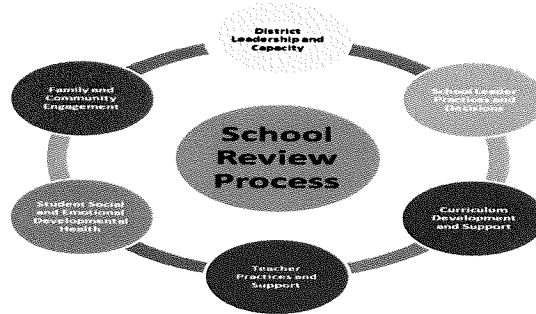 District
Leadership and
Capacity
School Leader
Practices and
Decisions
Curriculum
Development
and Support
Teacher
Practices and
Support
Student Social
and Emotional
Developmental
Health
Family and
Community
Engagement
School
Review
Process